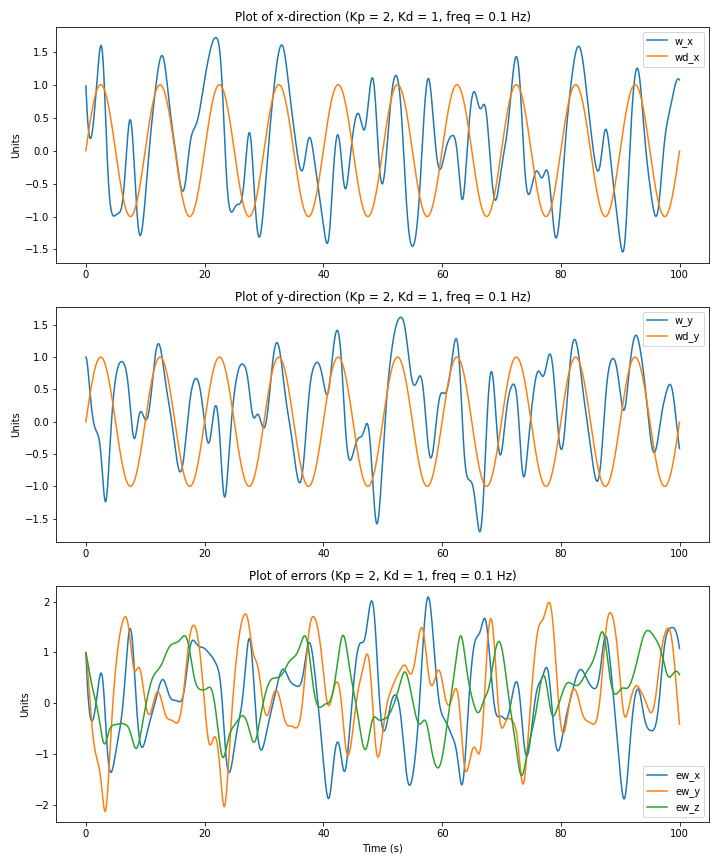 Plot of x-direction (Kp = 2, Kd = 1, freq = 0.1 Hz)
w_x
wd_x
Units
1.5
1.0
0.5
0.0
−0.5
−1.0
−1.5
0 20 40 60 80 100
Plot of y-direction (Kp = 2, Kd = 1, freq = 0.1 Hz)
w_y
wd_y
Units
1.5
1.0
0.5
0.0
−0.5
−1.0
−1.5
0 20 40 60 80 100
Plot of errors (Kp = 2, Kd = 1, freq = 0.1 Hz)
Units
2
1
0
−1
−2
ew_x
ew_y
ew_z
0 20 40 60 80 100
Time (s)